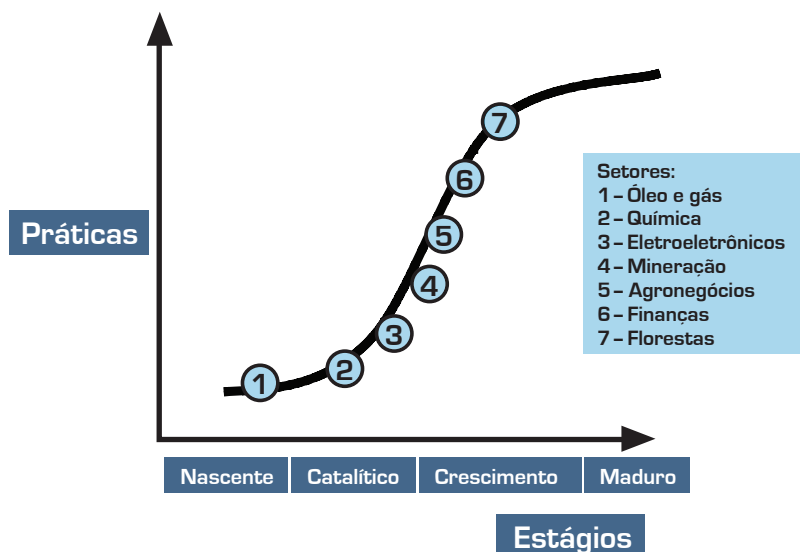 7
6
5
4
3
2
1
Práticas
Setores:
1 – Óleo e gás
2 – Química
3 – Eletroeletrônicos
4 – Mineração
5 – Agronegócios
6 – Finanças
7 – Florestas
Nascente
Catalítico
Crescimento
Maduro
Estágios